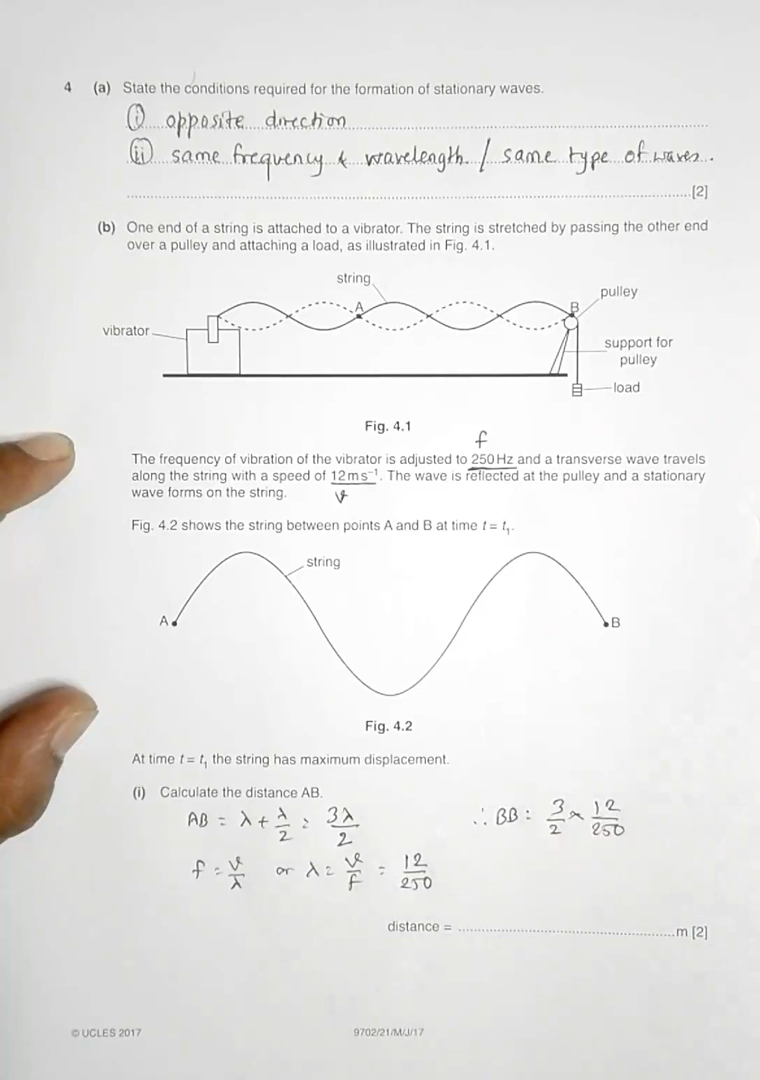 4 (a) State the conditions required for the formation of stationary waves.
(i) opposite direction
(ii) same frequency & wavelength / same type of waves.
[2]
(b) One end of a string is attached to a vibrator. The string is stretched by passing the other end
over a pulley and attaching a load, as illustrated in Fig. 4.1.
string
A
B
pulley
vibrator
support for
pulley
load
Fig. 4.1
f
The frequency of vibration of the vibrator is adjusted to 250 Hz and a transverse wave travels
along the string with a speed of 12 m s⁻¹. The wave is reflected at the pulley and a stationary
wave forms on the string.
v
Fig. 4.2 shows the string between points A and B at time t = t₁.
string
A
B
Fig. 4.2
At time t = t₁ the string has maximum displacement.
(i) Calculate the distance AB.
AB = λ + λ/2 = 3λ/2
∴ BB = 3/2 × 12/250
f = v/λ or λ = v/f = 12/250
distance = ........ m [2]
© UCLES 2017
9702/21/M/J/17